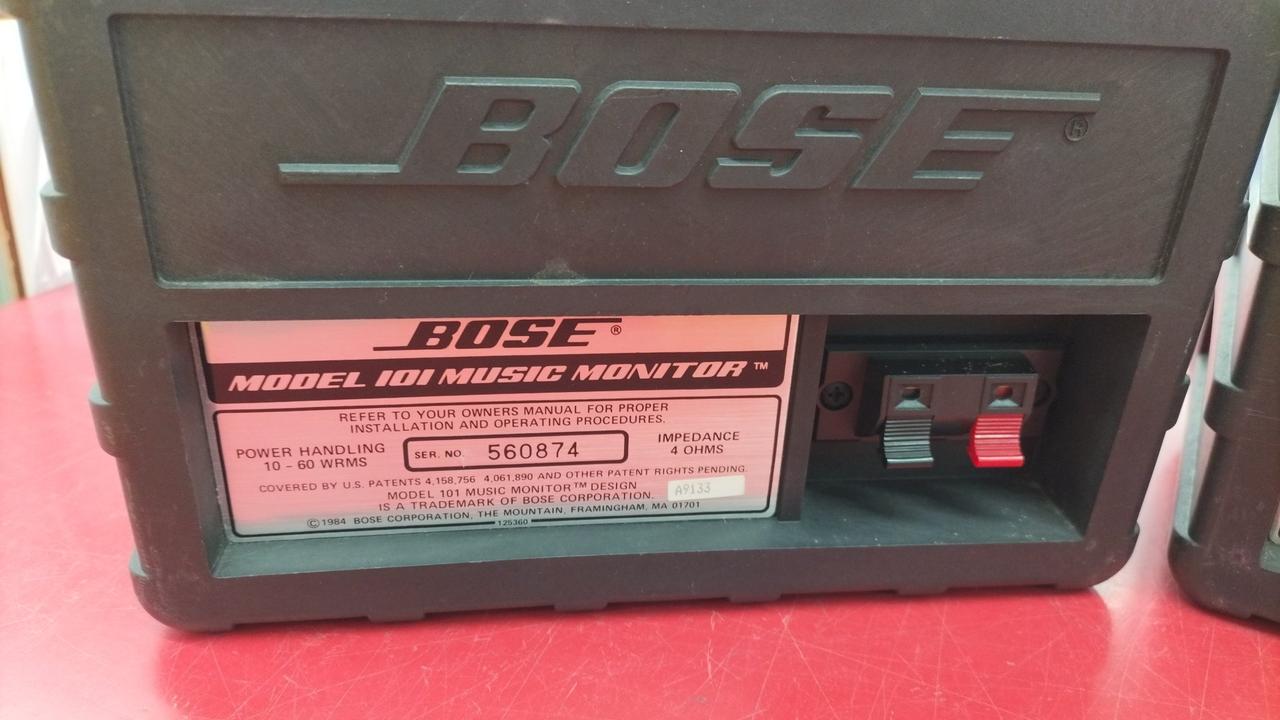 BOSE ®
BOSE ®
MODEL 101 MUSIC MONITOR ™
REFER TO YOUR OWNERS MANUAL FOR PROPER
INSTALLATION AND OPERATING PROCEDURES.
POWER HANDLING
10 - 60 WRMS
SER. NO. 560874
IMPEDANCE
4 OHMS
COVERED BY U.S. PATENTS 4,158,756 4,061,890 AND OTHER PATENT RIGHTS PENDING.
MODEL 101 MUSIC MONITOR™ DESIGN
IS A TRADEMARK OF BOSE CORPORATION.
A9133
© 1984 BOSE CORPORATION, THE MOUNTAIN, FRAMINGHAM, MA 01701
125360